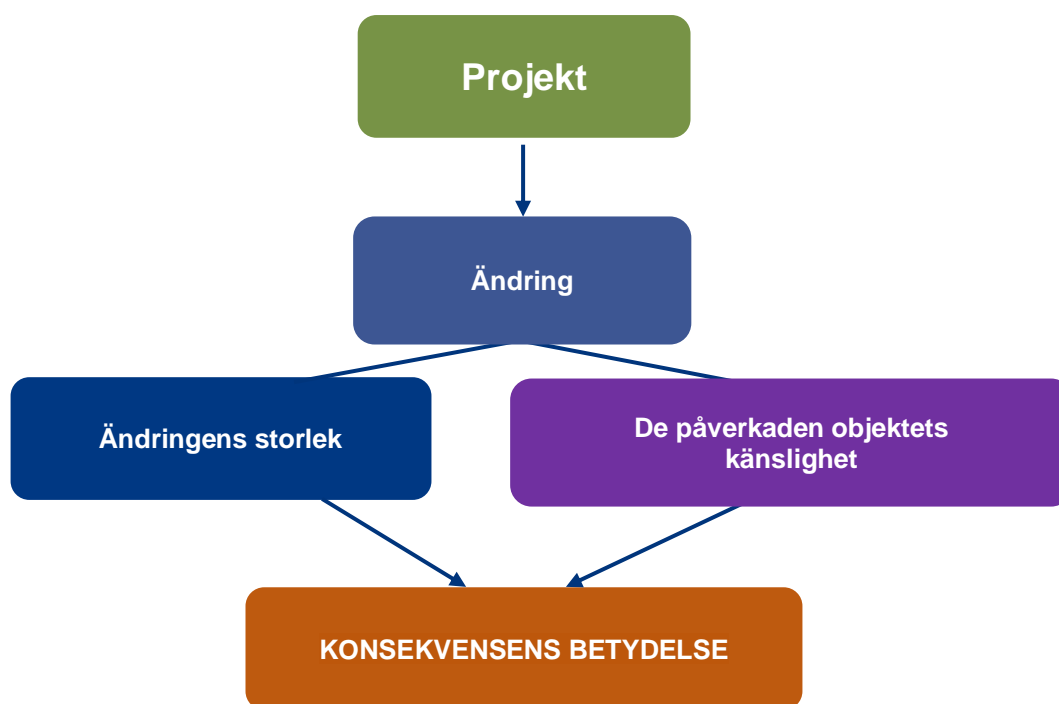 Projekt
Ändring
Ändringens storlek
De påverkaden objektets
känslighet
KONSEKVENSENS BETYDELSE